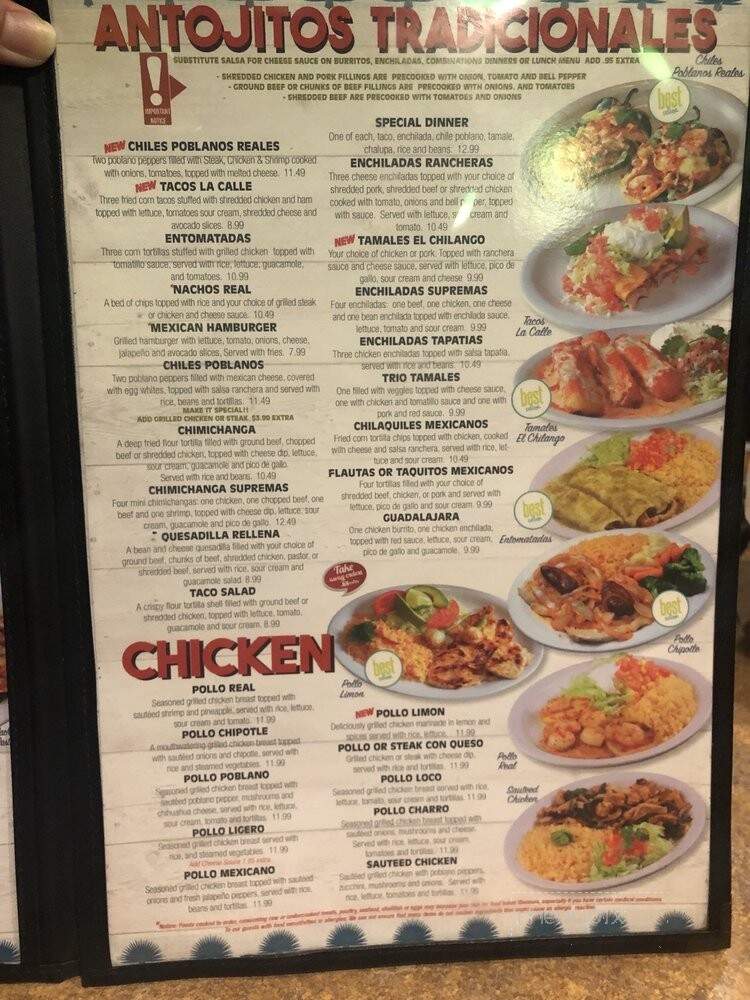 ANTOJITOS TRADICIONALES
SUBSTITUTE SALSA FOR CHEESE SAUCE ON BURRITOS, ENCHILADAS, COMBINATIONS DINNERS OR LUNCH MENU ADD .95 EXTRA
- SHREDDED CHICKEN AND PORK FILLINGS ARE PRECOOKED WITH ONION, TOMATO AND BELL PEPPER
- GROUND BEEF OR CHUNKS OF BEEF FILLINGS ARE PRECOOKED WITH ONIONS, AND TOMATOES
- SHREDDED BEEF ARE PRECOOKED WITH TOMATOES AND ONIONS
IMPORTANT
NOTICE
NEW CHILES POBLANOS REALES
Two poblano peppers filled with Steak, Chicken & Shrimp cooked
with onions, tomatoes, topped with melted cheese. 11.49
NEW TACOS LA CALLE
Three fried corn tacos stuffed with shredded chicken and ham
topped with lettuce, tomatoes sour cream, shredded cheese and
avocado slices. 8.99
ENTOMATADAS
Three corn tortillas stuffed with grilled chicken topped with
tomatillo sauce, served with rice, lettuce, guacamole,
and tomatoes. 10.99
*NACHOS REAL
A bed of chips topped with rice and your choice of grilled steak
or chicken and cheese sauce. 10.49
*MEXICAN HAMBURGER
Grilled hamburger with lettuce, tomato, onions, cheese,
jalapeño and avocado slices, Served with fries. 7.99
CHILES POBLANOS
Two poblano peppers filled with mexican cheese, covered
with egg whites, topped with salsa ranchera and served with
rice, beans and tortillas. 11.49
MAKE IT SPECIAL!!
ADD GRILLED CHICKEN OR STEAK. $3.99 EXTRA
CHIMICHANGA
A deep fried flour tortilla filled with ground beef, chopped
beef or shredded chicken, topped with cheese dip, lettuce,
sour cream, guacamole and pico de gallo.
Served with rice and beans. 10.49
CHIMICHANGA SUPREMAS
Four mini chimichangas: one chicken, one chopped beef, one
beef and one shrimp, topped with cheese dip, lettuce, sour
cream, guacamole and pico de gallo. 12.49
QUESADILLA RELLENA
A bean and cheese quesadilla filled with your choice of
ground beef, chunks of beef, shredded chicken, pastor, or
shredded beef, served with rice, sour cream and
guacamole salad. 8.99
TACO SALAD
A crispy flour tortilla shell filled with ground beef or
shredded chicken, topped with lettuce, tomato,
guacamole and sour cream. 8.99
SPECIAL DINNER
One of each, taco, enchilada, chile poblano, tamale,
chalupa, rice and beans. 12.99
ENCHILADAS RANCHERAS
Three cheese enchiladas topped with your choice of
shredded pork, shredded beef or shredded chicken
cooked with tomato, onions and bell pepper, topped
with sauce. Served with lettuce, sour cream and
tomato. 10.49
NEW TAMALES EL CHILANGO
Your choice of chicken or pork. Topped with ranchera
sauce and cheese sauce, served with lettuce, pico de
gallo, sour cream and cheese 9.99
ENCHILADAS SUPREMAS
Four enchiladas: one beef, one chicken, one cheese
and one bean enchilada topped with enchilada sauce,
lettuce, tomato and sour cream. 9.99
ENCHILADAS TAPATIAS
Three chicken enchiladas topped with salsa tapatia,
served with rice and beans. 10.49
TRIO TAMALES
One filled with veggies topped with cheese sauce,
one with chicken and tomatillo sauce and one with
pork and red sauce. 9.99
CHILAQUILES MEXICANOS
Fried corn tortilla chips topped with chicken, cooked
with cheese and salsa ranchera, served with rice, let-
tuce and sour cream. 10.49
FLAUTAS OR TAQUITOS MEXICANOS
Four tortillas filled with your choice of
shredded beef, chicken, or pork and served with
lettuce, pico de gallo and sour cream. 9.99
GUADALAJARA
One chicken burrito, one chicken enchilada,
topped with red sauce, lettuce, sour cream,
pico de gallo and guacamole. 9.99
Chiles
Poblanos Reales
best
Tacos
La Calle
best
Tamales
El Chilango
best
Entomatadas
best
Pollo
Chipotle
Take
CHICKEN
best
Pollo
Limon
POLLO REAL
Seasoned grilled chicken breast topped with
sautéed shrimp and pineapple, served with rice, lettuce,
sour cream and tomato. 11.99
POLLO CHIPOTLE
A mouthwatering grilled chicken breast topped
with sautéed onions and chipotle, served with
rice and steamed vegetables. 11.99
POLLO POBLANO
Seasoned grilled chicken breast topped with
sautéed poblano pepper, mushrooms and
chihuahua cheese, served with rice, lettuce,
sour cream, tomato and tortillas. 11.99
POLLO LIGERO
Seasoned grilled chicken breast served with
rice, and steamed vegetables. 11.99
Add Cheese Sauce 1.95 extra
POLLO MEXICANO
Seasoned grilled chicken breast topped with sautéed
onions and fresh jalapeño peppers, served with rice,
beans and tortillas. 11.99
NEW POLLO LIMON
Deliciously grilled chicken marinade in lemon and
spices served with rice, lettuce. 11.99
POLLO OR STEAK CON QUESO
Grilled chicken or steak with cheese dip,
served with rice and tortillas. 11.99
POLLO LOCO
Seasoned grilled chicken breast served with rice,
lettuce, tomato, sour cream and tortillas. 11.99
POLLO CHARRO
Seasoned grilled chicken breast topped with
sautéed onions, mushrooms and cheese.
Served with rice, lettuce, sour cream,
tomatoes and tortillas. 11.99
SAUTEED CHICKEN
Sautéed grilled chicken with poblano peppers,
zucchini, mushrooms and onions. Served with
rice, lettuce, tomatoes and tortillas. 11.99
Pollo
Real
Sauteed
Chicken